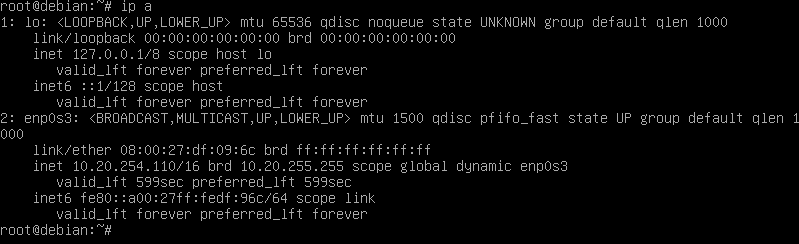 root@debian:~# ip a
1: lo: <LOOPBACK,UP,LOWER_UP> mtu 65536 qdisc noqueue state UNKNOWN group default qlen 1000
    link/loopback 00:00:00:00:00:00 brd 00:00:00:00:00:00
    inet 127.0.0.1/8 scope host lo
       valid_lft forever preferred_lft forever
    inet6 ::1/128 scope host
       valid_lft forever preferred_lft forever
2: enp0s3: <BROADCAST,MULTICAST,UP,LOWER_UP> mtu 1500 qdisc pfifo_fast state UP group default qlen 1
000
    link/ether 08:00:27:df:09:6c brd ff:ff:ff:ff:ff:ff
    inet 10.20.254.110/16 brd 10.20.255.255 scope global dynamic enp0s3
       valid_lft 599sec preferred_lft 599sec
    inet6 fe80::a00:27ff:fedf:96c/64 scope link
       valid_lft forever preferred_lft forever
root@debian:~#